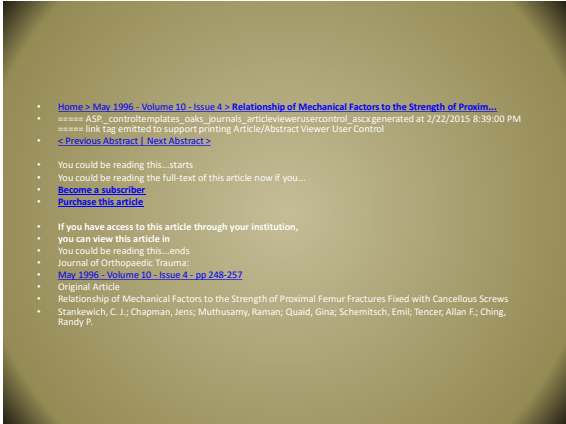 Home > May 1996 - Volume 10 - Issue 4 > Relationship of Mechanical Factors to the Strength of Proxim...
===== ASP._controltemplates_oaks_journals_articleviewerusercontrol_ascx generated at 2/22/2015 8:39:00 PM
===== link tag emitted to support printing Article/Abstract Viewer User Control
< Previous Abstract | Next Abstract >
You could be reading this...starts
You could be reading the full-text of this article now if you...
Become a subscriber
Purchase this article
If you have access to this article through your institution,
you can view this article in
You could be reading this...ends
Journal of Orthopaedic Trauma:
May 1996 - Volume 10 - Issue 4 - pp 248-257
Original Article
Relationship of Mechanical Factors to the Strength of Proximal Femur Fractures Fixed with Cancellous Screws
Stankewich, C. J.; Chapman, Jens; Muthusamy, Raman; Quaid, Gina; Schemitsch, Emil; Tencer, Allan F.; Ching,
Randy P.